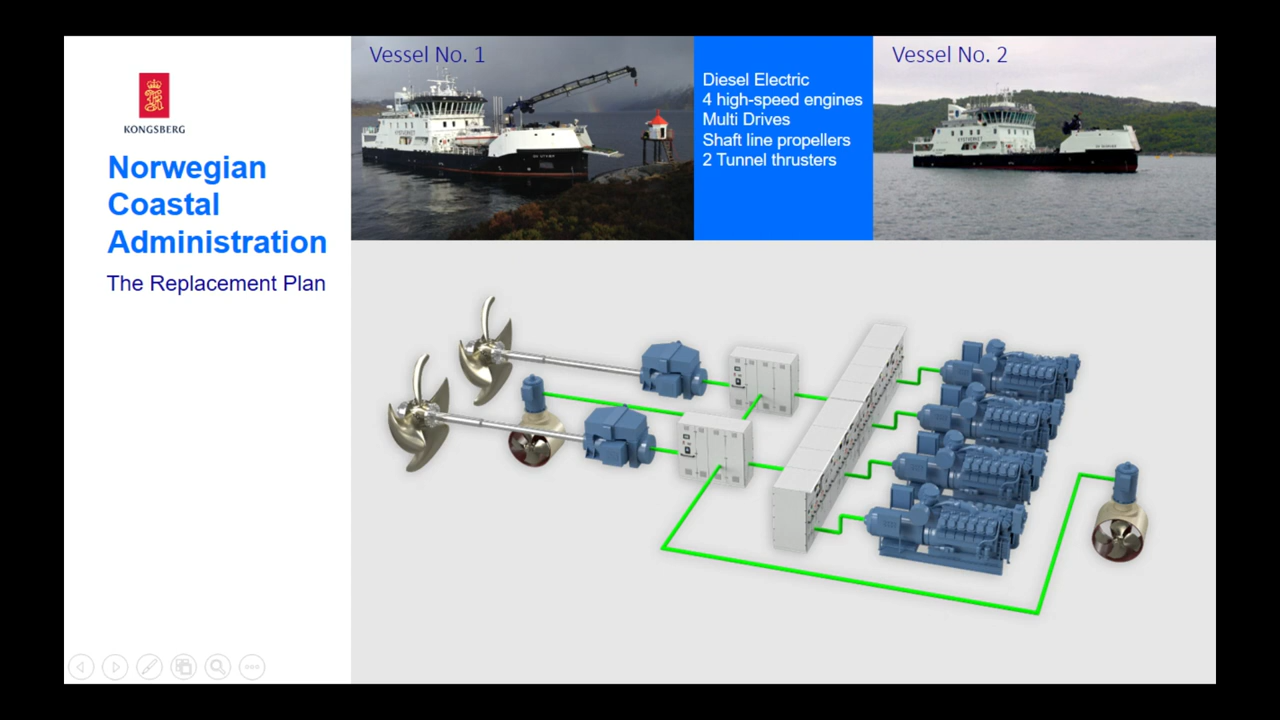 KONGSBERG
Norwegian
Coastal
Administration
The Replacement Plan
Vessel No. 1
Diesel Electric
4 high-speed engines
Multi Drives
Shaft line propellers
2 Tunnel thrusters
Vessel No. 2
KYSTVERKET